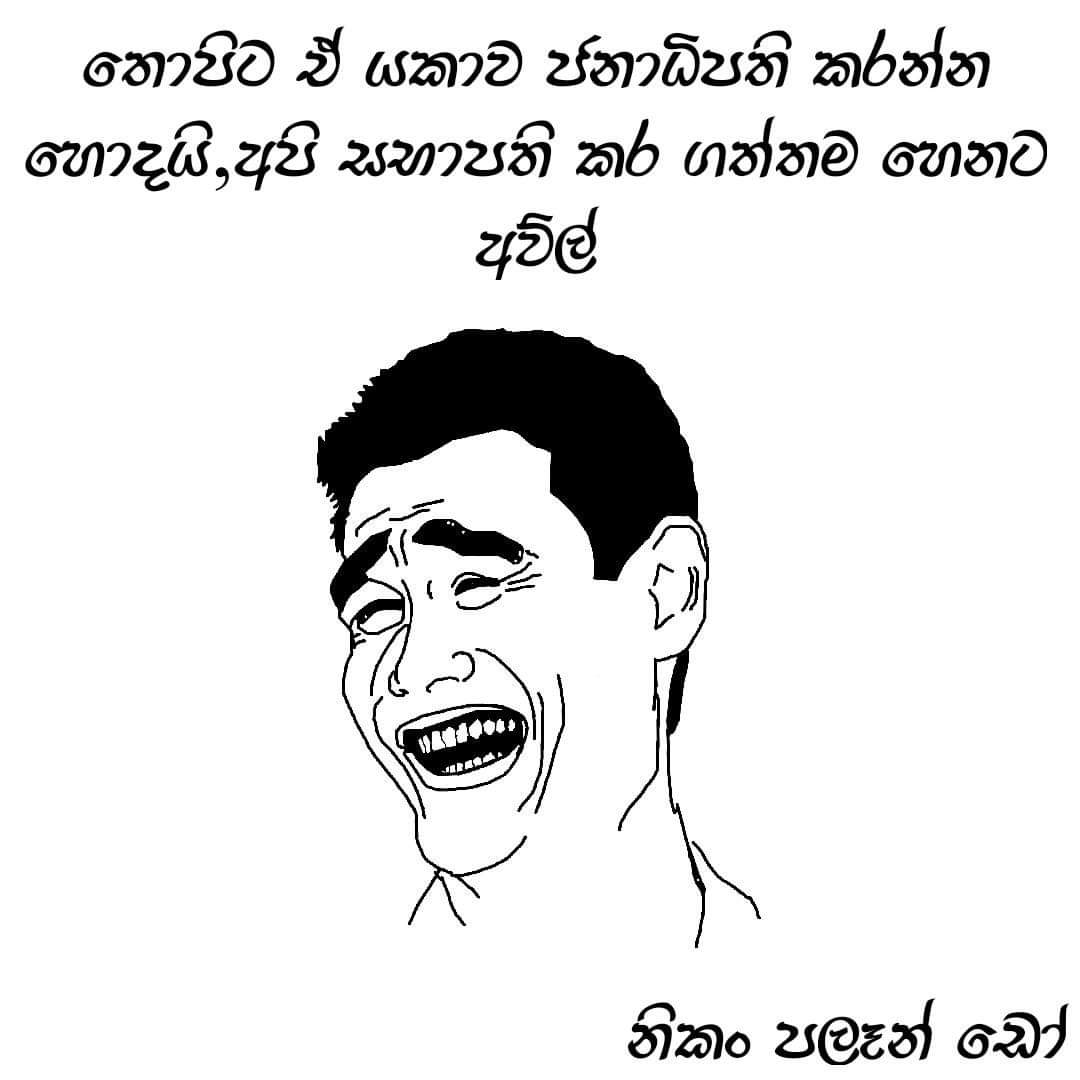 තොපිට ඒ යකාව ජනාධිපති කරන්න
හොදයි,අපි සභාපති කර ගත්තම හෙනට
අව්ල්
නිකං පලෑන් ඩෝ